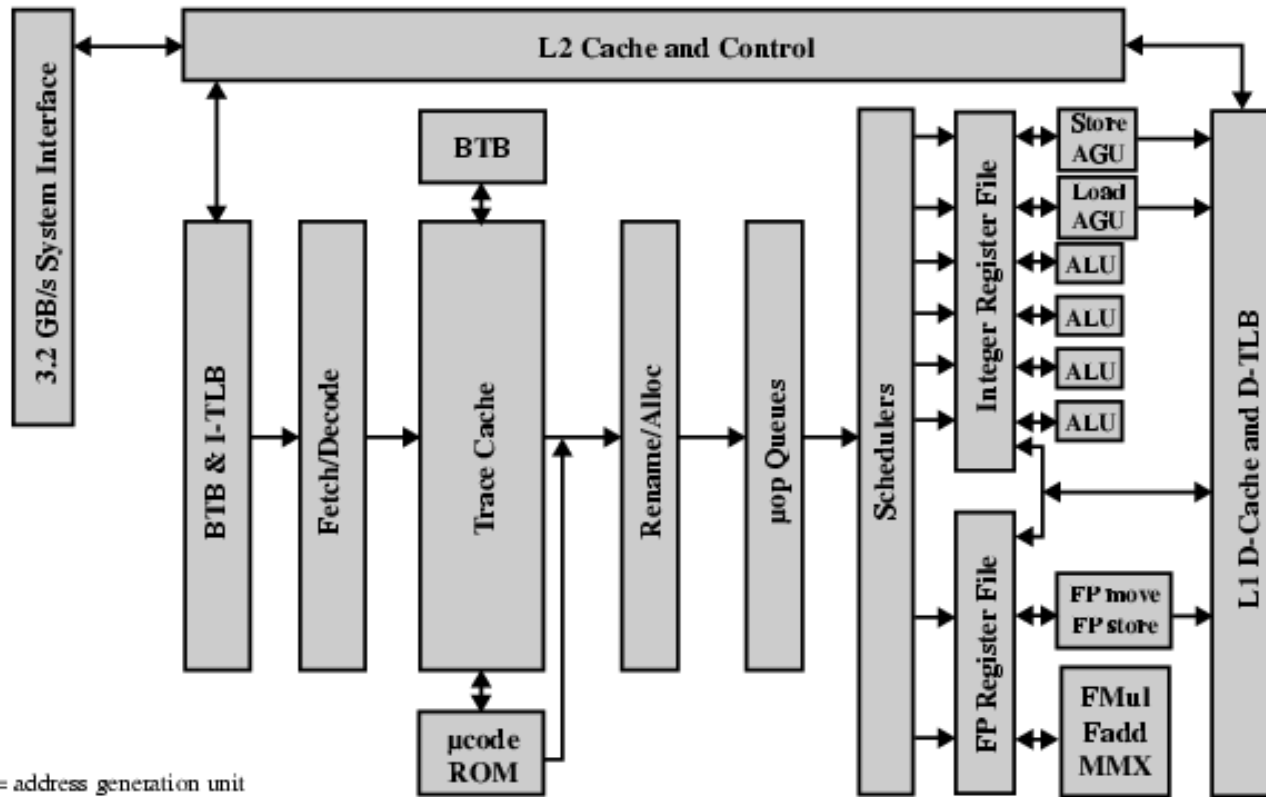 3.2 GB/s System Interface
L2 Cache and Control
BTB
BTB & I-TLB
Fetch/Decode
Trace Cache
µcode
ROM
Rename/Alloc
µop Queues
Schedulers
Integer Register File
FP Register File
Store
AGU
Load
AGU
ALU
ALU
ALU
ALU
FP move
FP store
FMul
Fadd
MMX
L1 D-Cache and D-TLB
= address generation unit